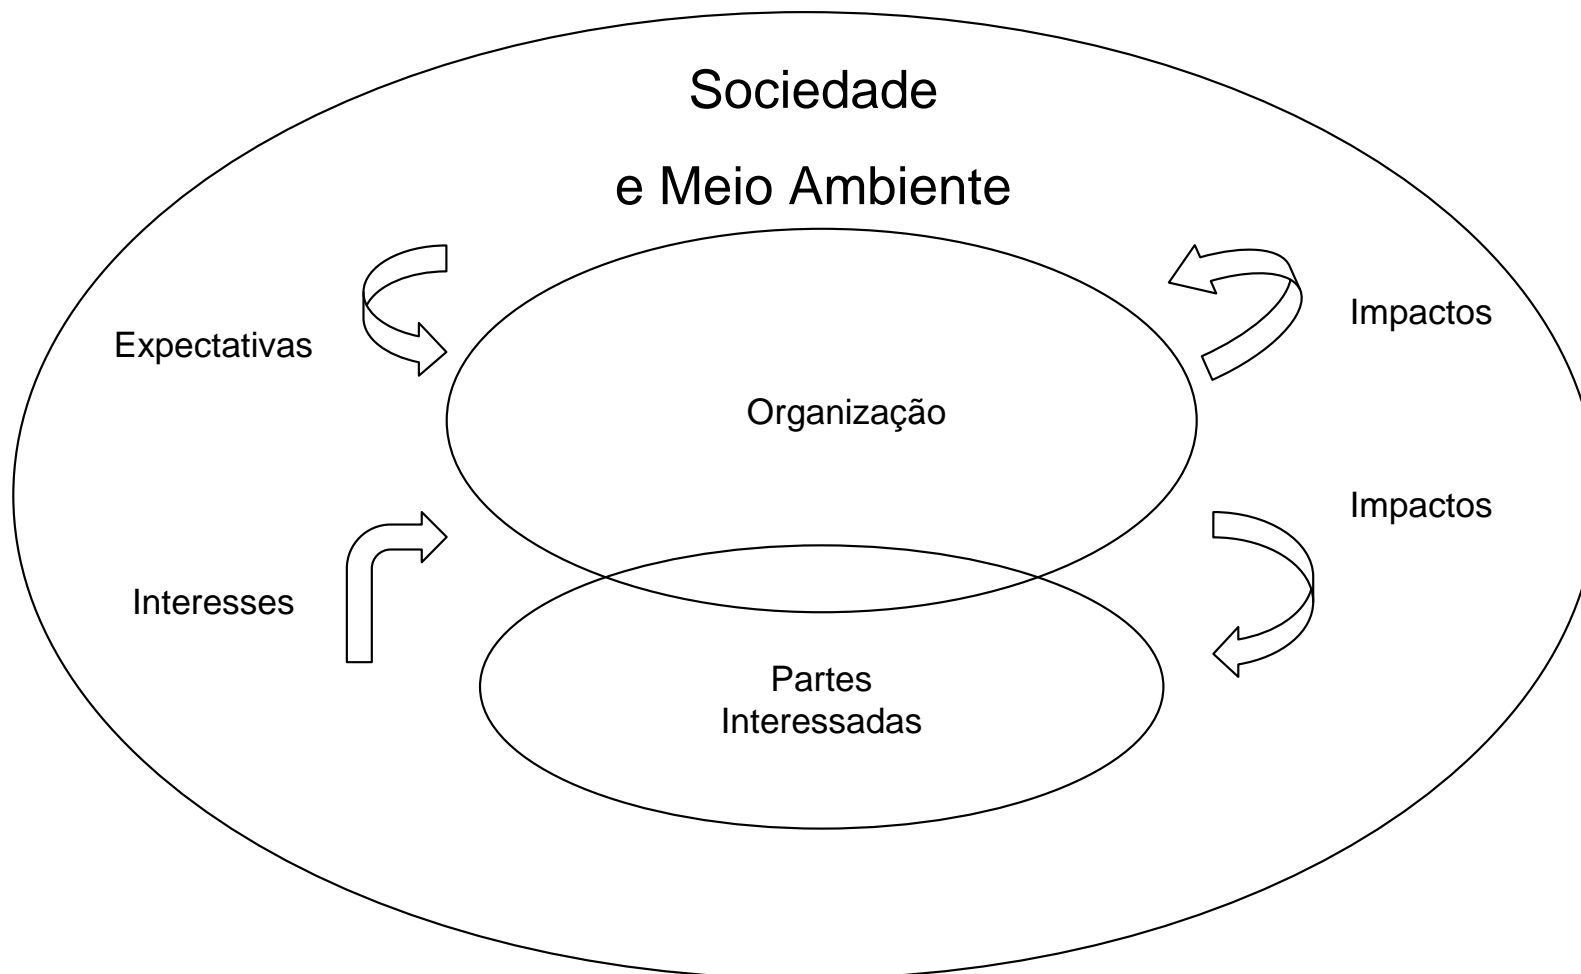 Sociedade
e Meio Ambiente
Expectativas
Impactos
Organização
Impactos
Interesses
Partes
Interessadas